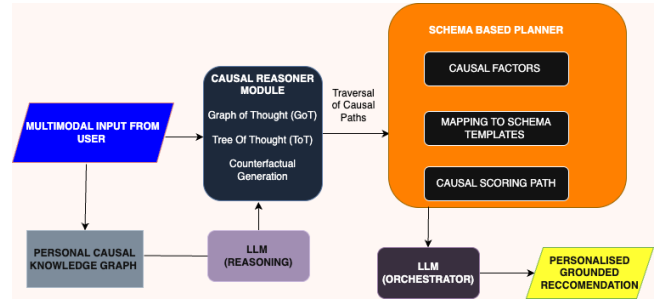 SCHEMA BASED PLANNER
CAUSAL REASONER
MODULE
Graph of Thought (GoT)
Tree Of Thought (ToT)
Counterfactual
Generation
Traversal
of Causal
Paths
CAUSAL FACTORS
MAPPING TO SCHEMA
TEMPLATES
CAUSAL SCORING PATH
MULTIMODAL INPUT FROM
USER
PERSONAL CAUSAL
KNOWLEDGE GRAPH
LLM
(REASONING)
LLM
(ORCHESTRATOR)
PERSONALISED
GROUNDED
RECCOMENDATION